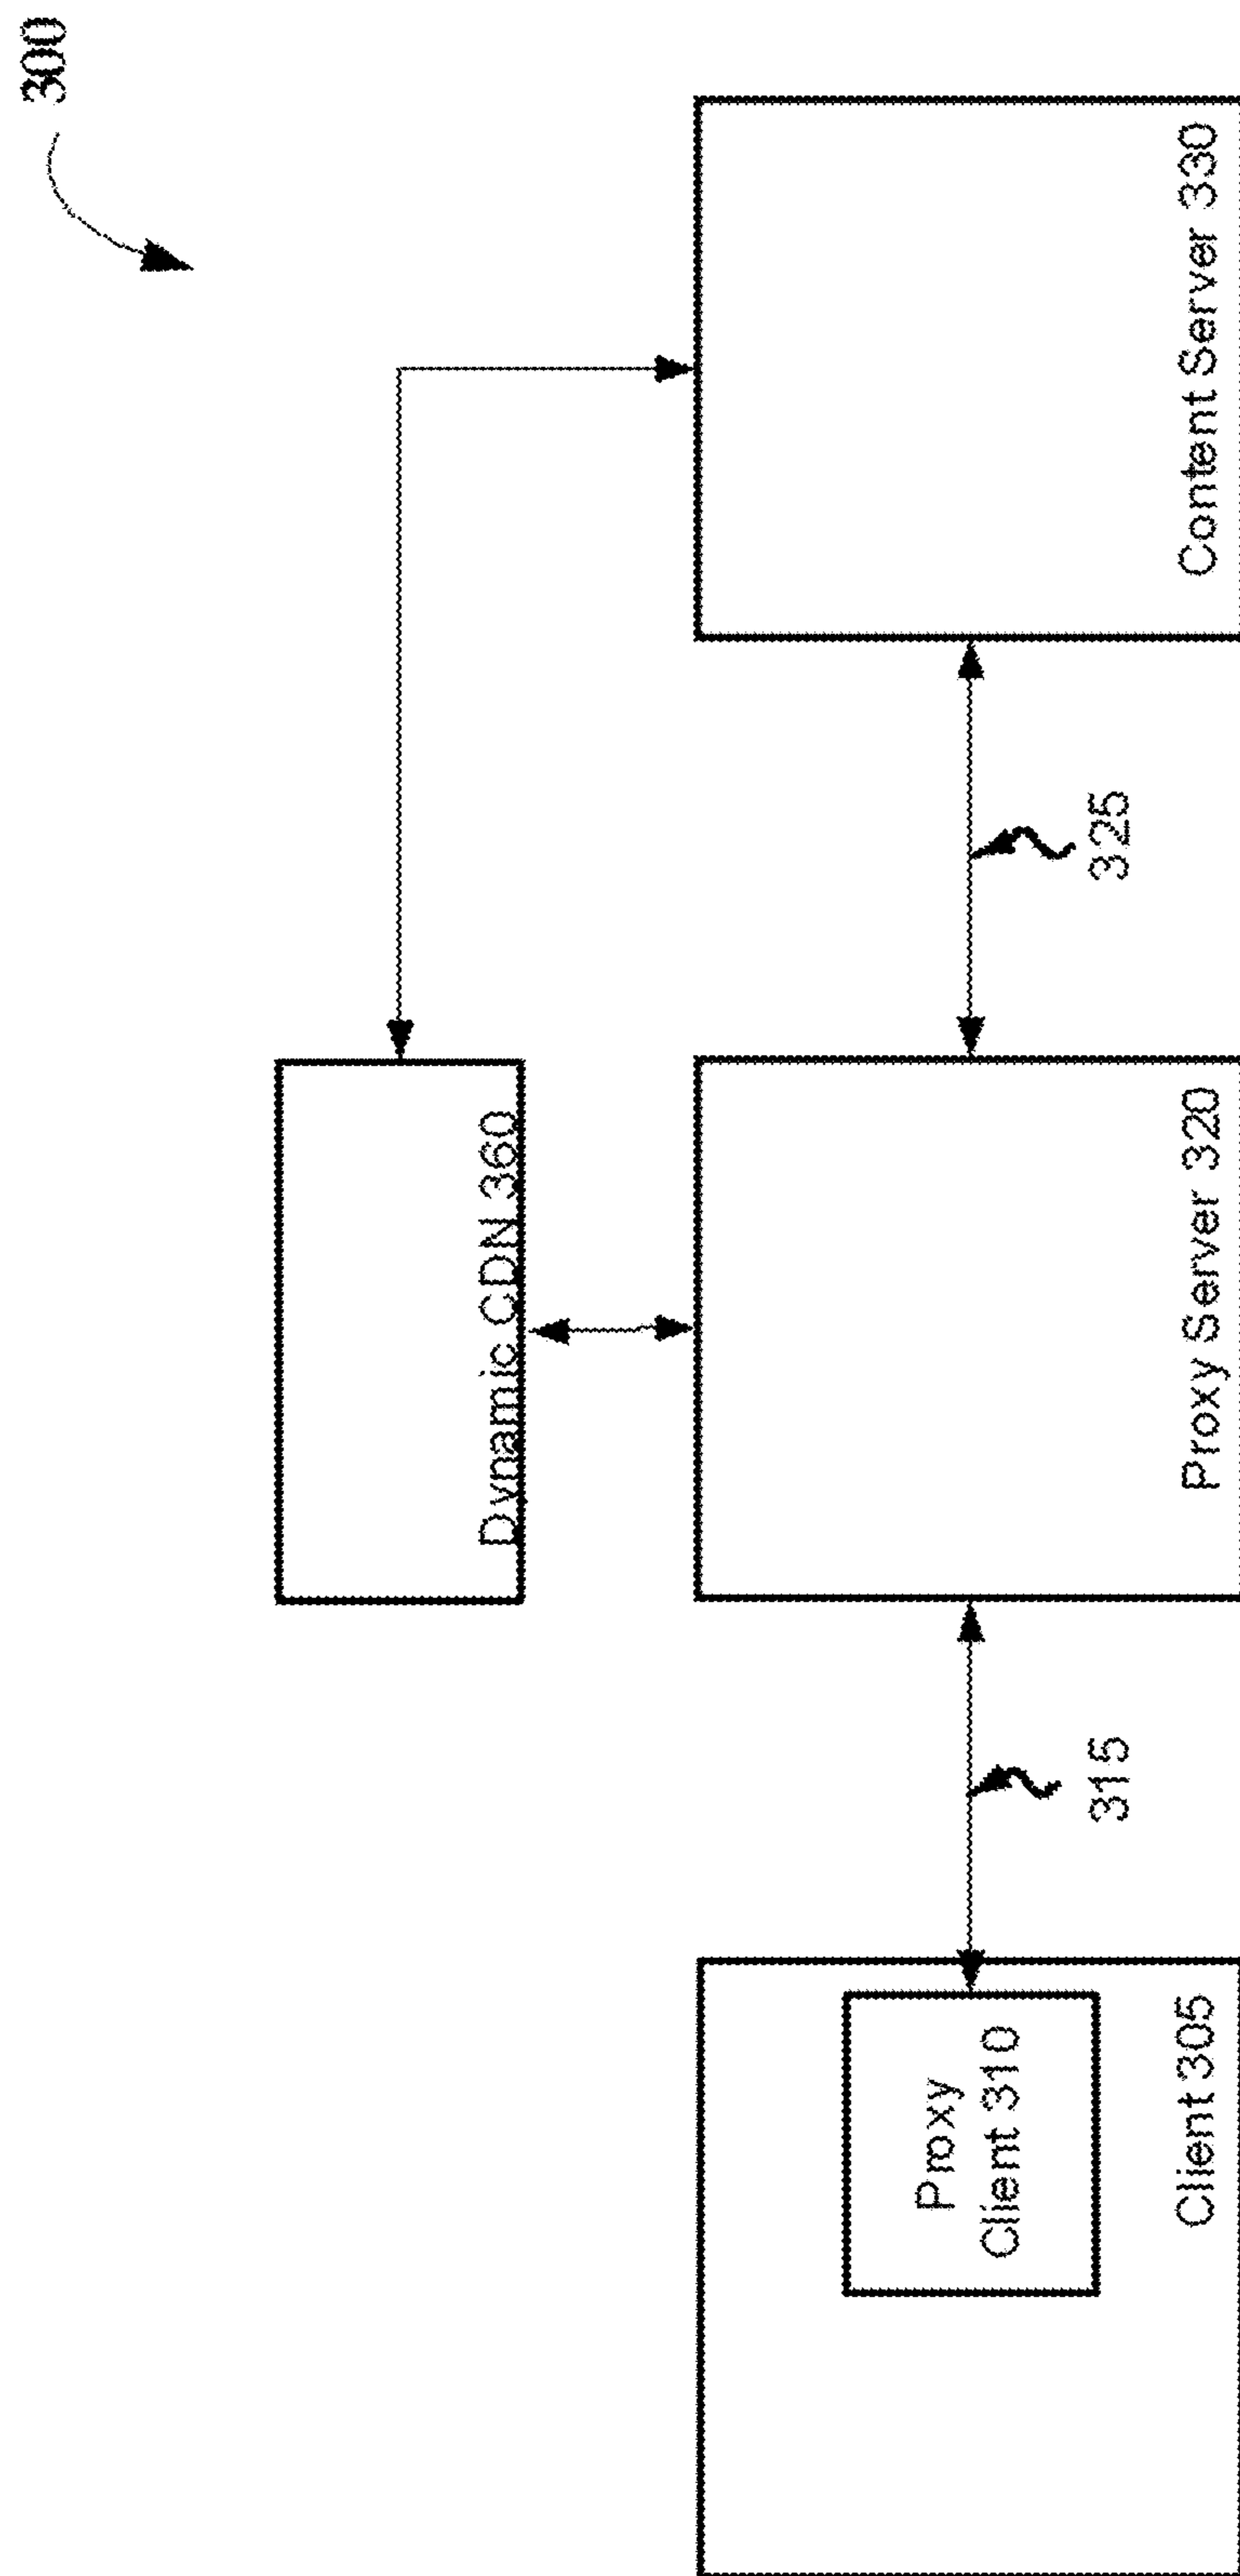 300
Dynamic CDN 360
Proxy
Client 310
Client 305
315
Proxy Server 320
325
Content Server 330